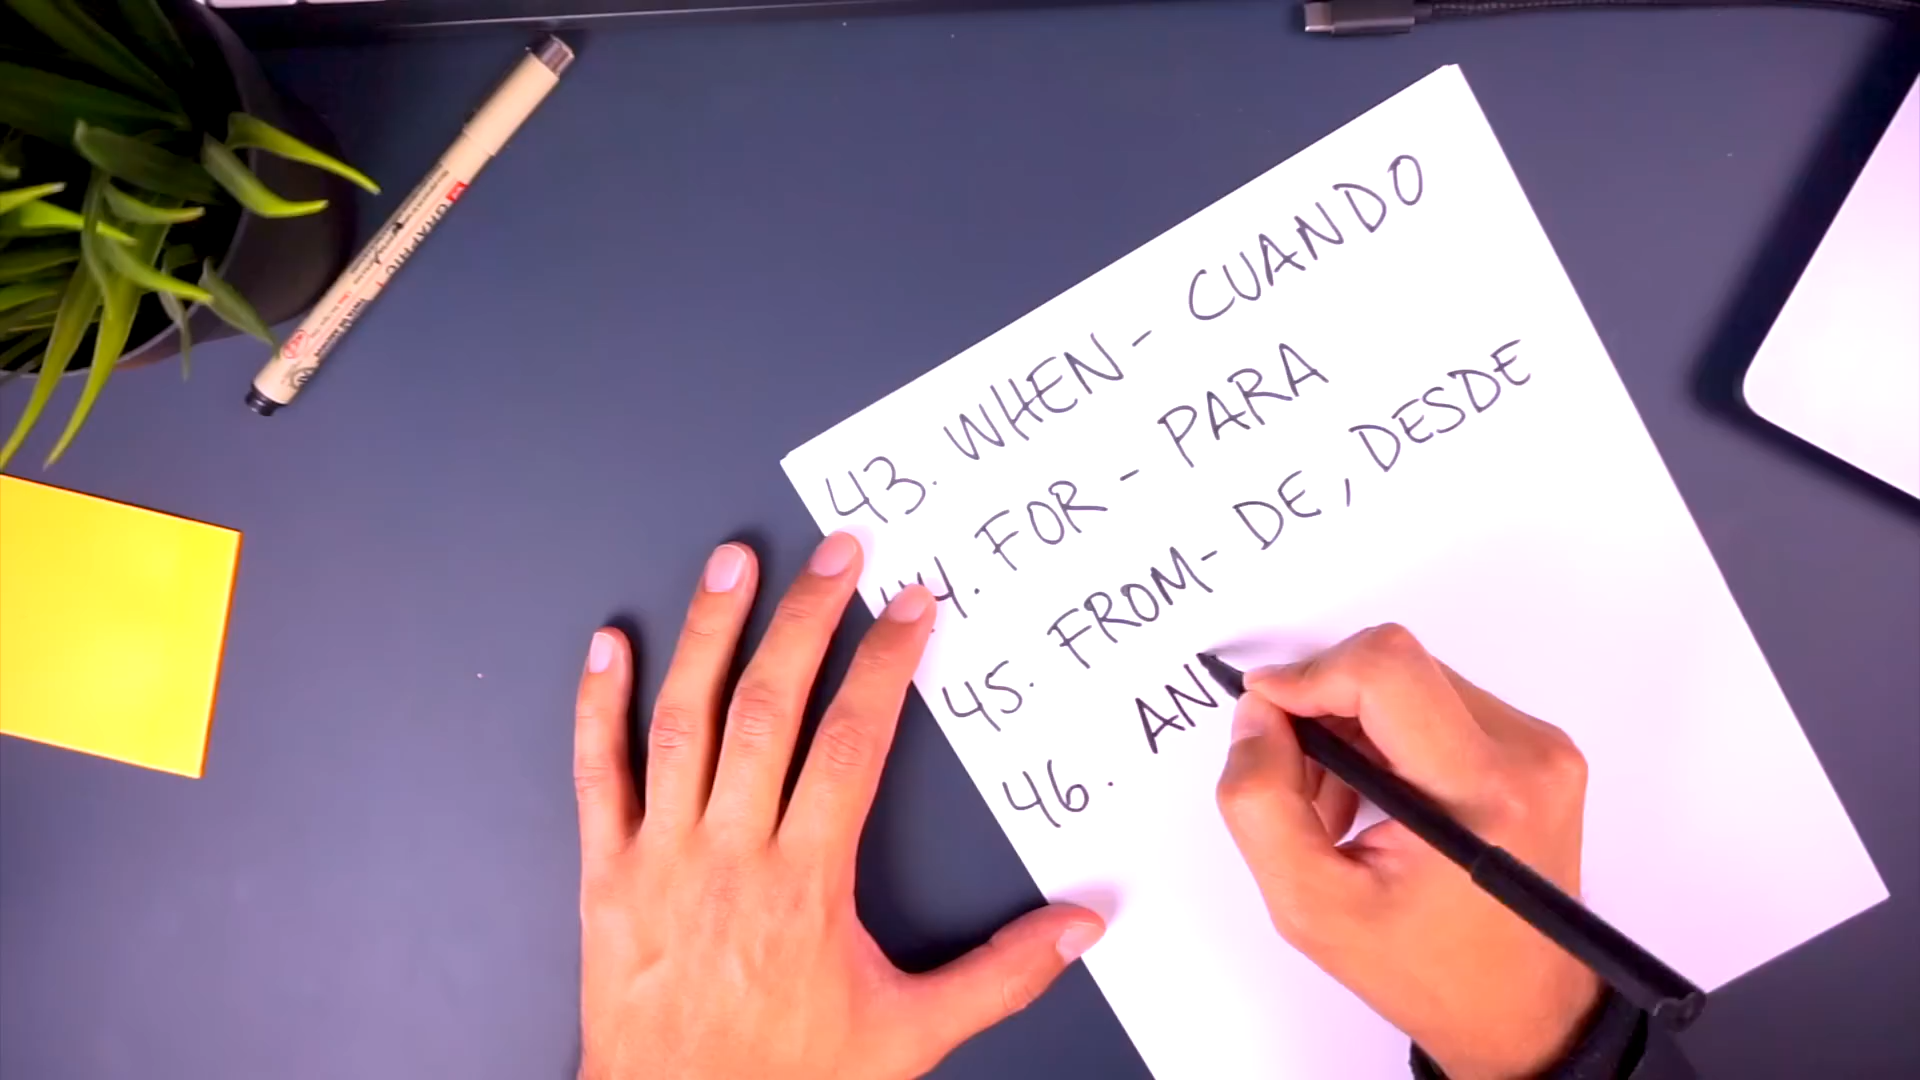 43. WHEN - CUANDO
44. FOR - PARA
45. FROM - DE, DESDE
46. AN